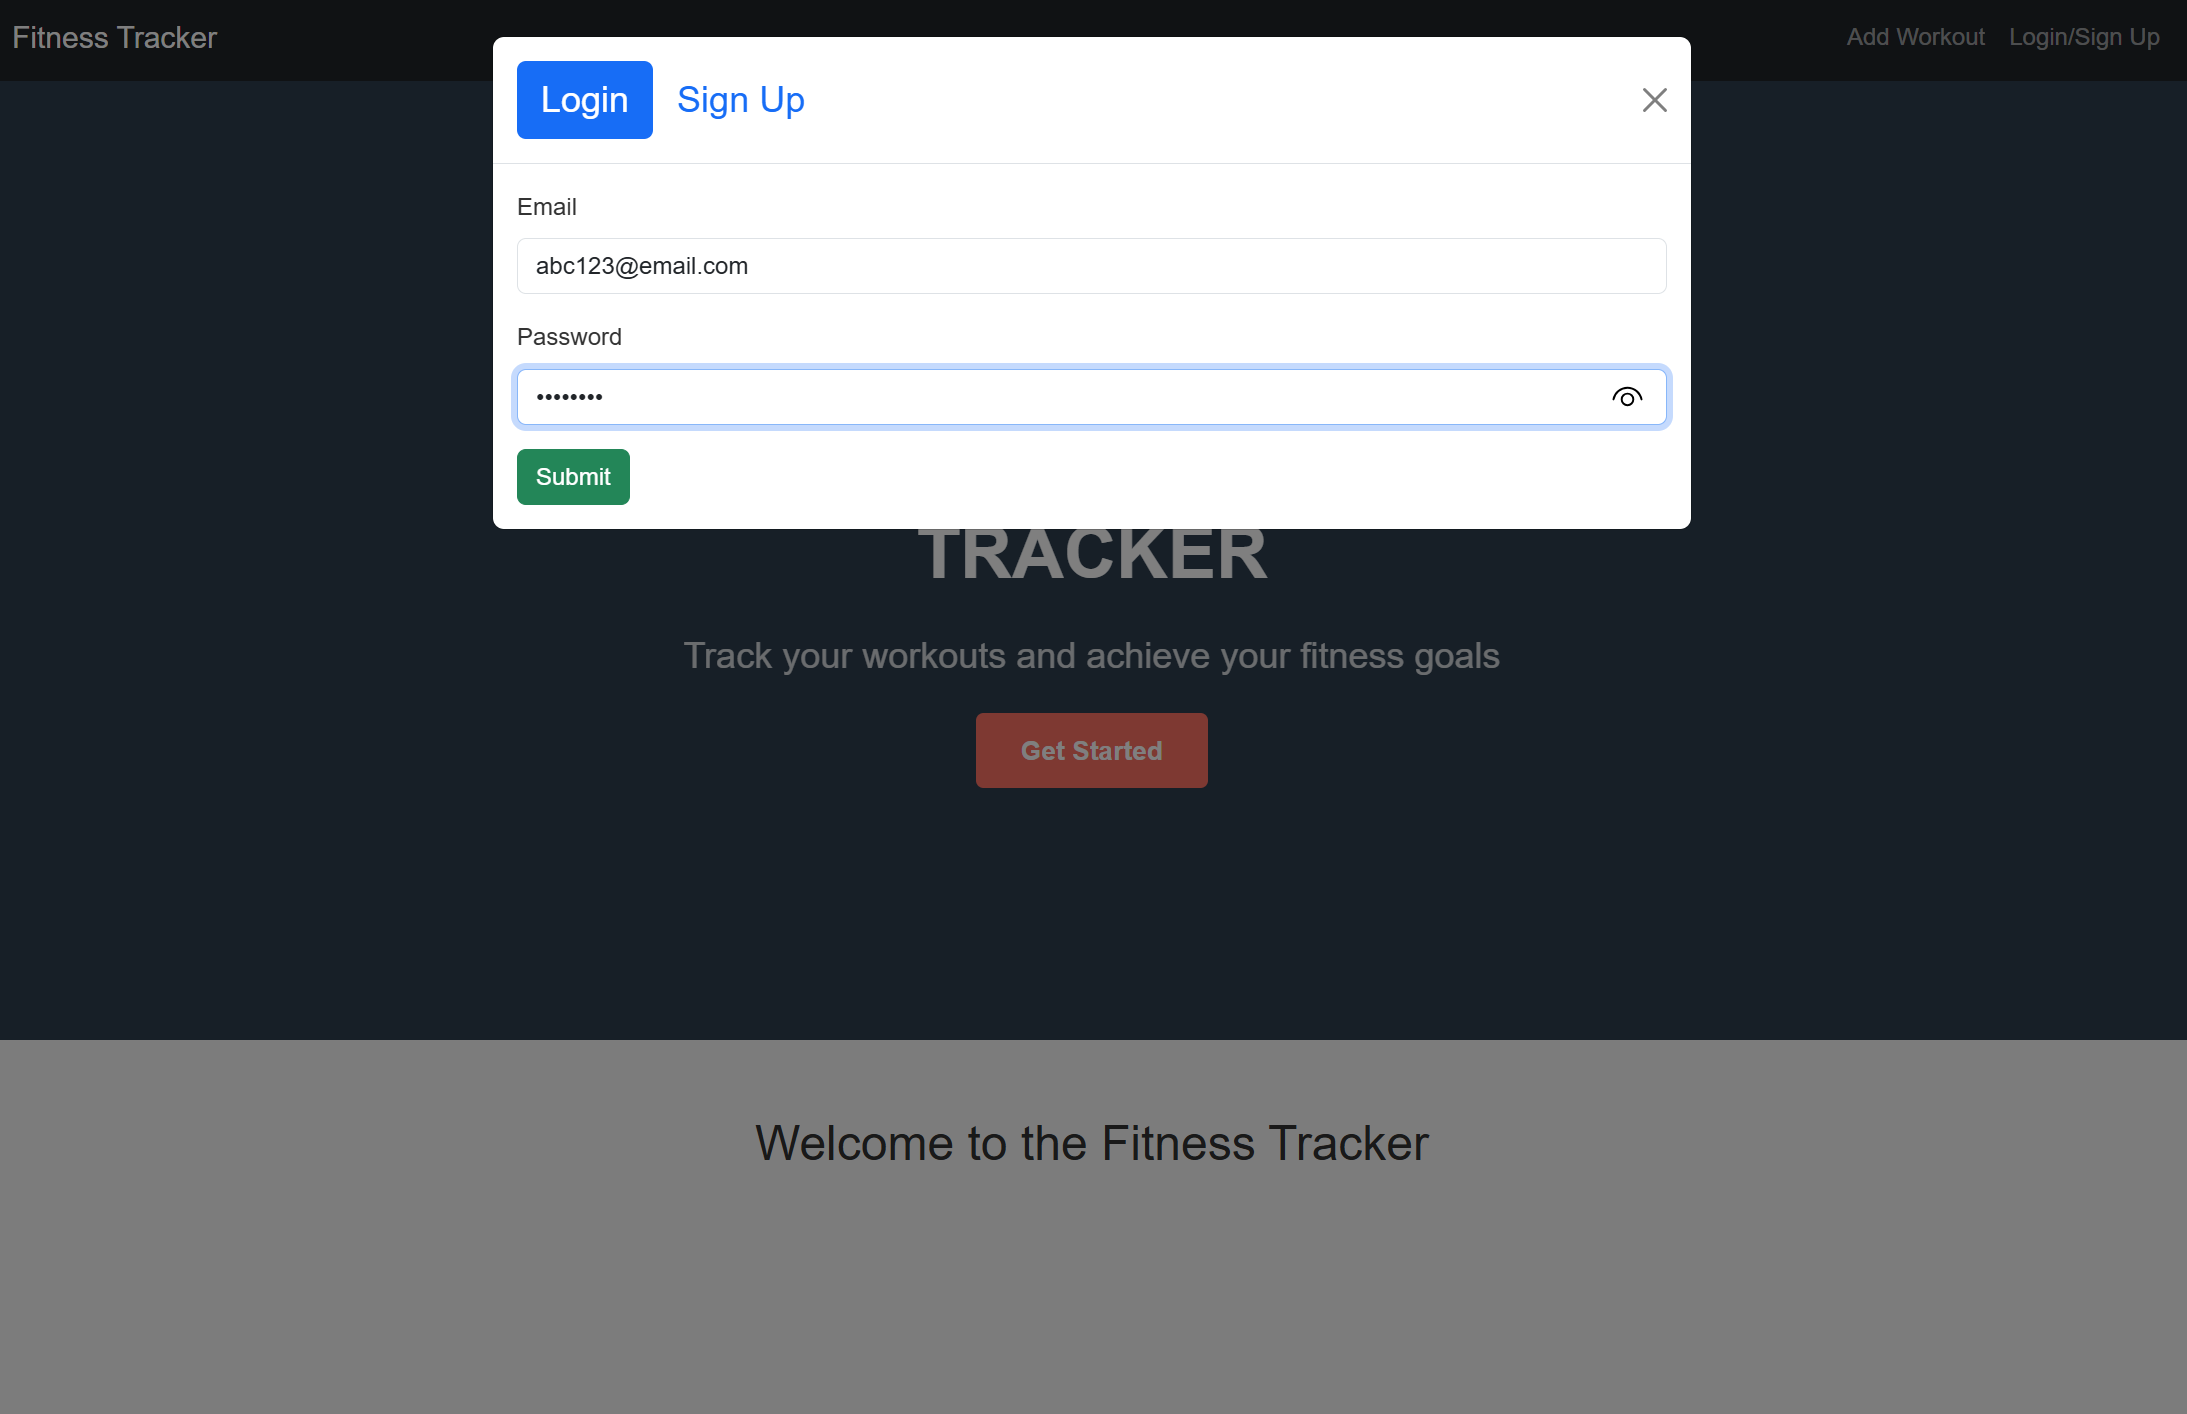 Fitness Tracker
Add Workout
Login/Sign Up
Login
Sign Up
Email
abc123@email.com
Password
••••••••
Submit
TRACKER
Track your workouts and achieve your fitness goals
Get Started
Welcome to the Fitness Tracker